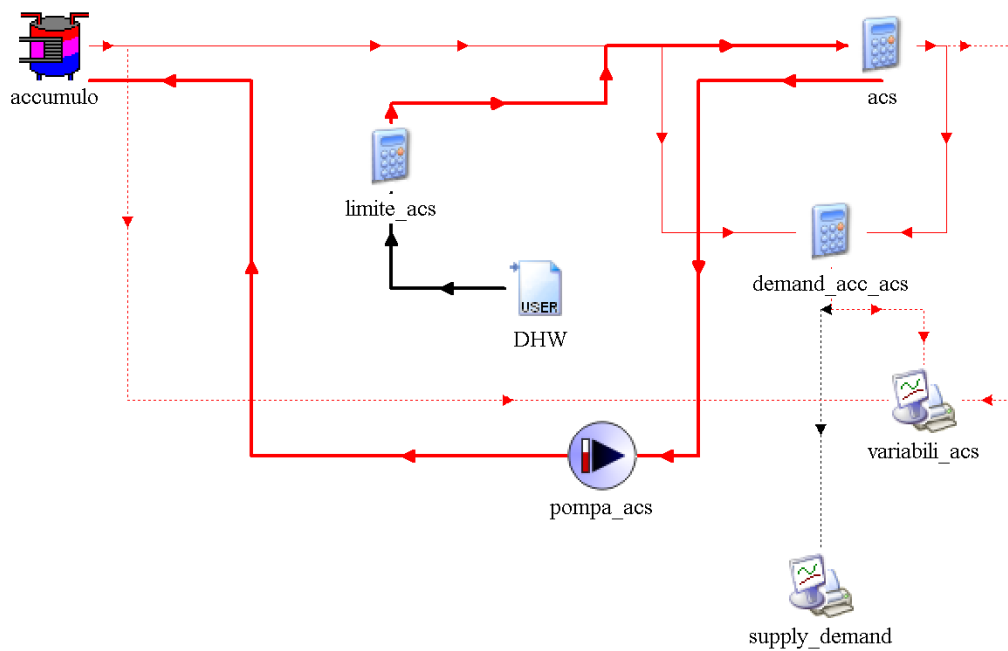 accumulo
acs
limite_acs
demand_acc_acs
USER
DHW
variabili_acs
pompa_acs
supply_demand